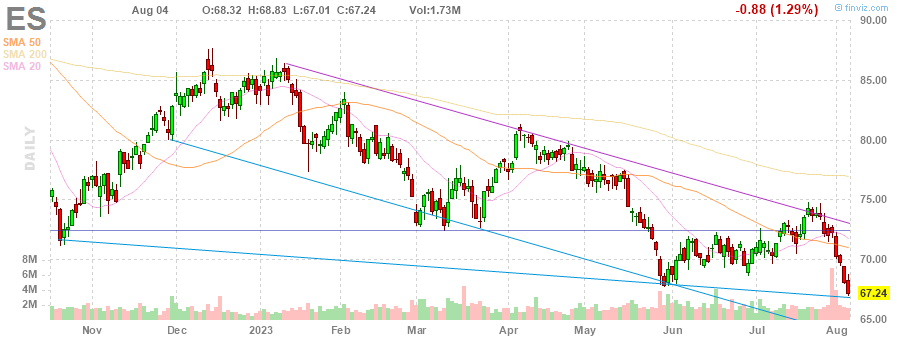 ES
Aug 04 O:68.32 H:68.83 L:67.01 C:67.24 Vol:1.73M -0.88 (1.29%) © finviz.com
SMA 50
SMA 200
SMA 20
DAILY
90.00
85.00
80.00
75.00
70.00
67.24
65.00
8M
6M
4M
2M
Nov Dec 2023 Feb Mar Apr May Jun Jul Aug